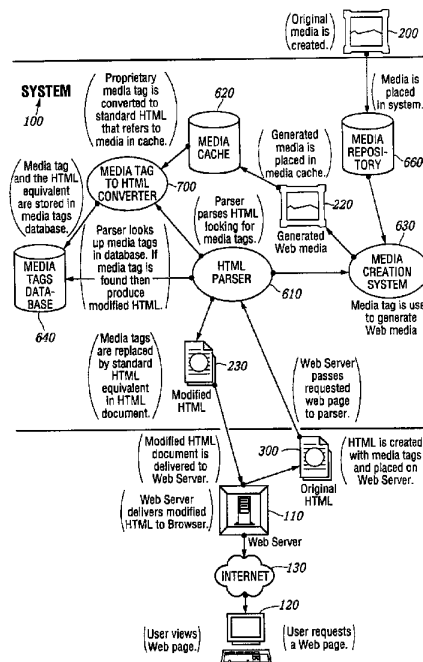 (Original
media is
created.)
200
SYSTEM
100
(Proprietary
media tag is
converted to
standard HTML
that refers to
media in cache.)
620
MEDIA
CACHE
(Media is
placed
in system.)
MEDIA
REPOSI-
TORY
660
(Generated
media is
placed in
media cache.)
(Media tag
and the HTML
equivalent
are stored in
media tags
database.)
MEDIA TAG
TO HTML
CONVERTER
700
220
Generated
Web media
(Parser
parses HTML
looking for
media tags.)
630
MEDIA
CREATION
SYSTEM
Media tag is used
to generate
Web media
(Parser looks
up media tags
in database. If
media tag is
found then
produce
modified HTML.)
HTML
PARSER
610
MEDIA
TAGS
DATA-
BASE
640
(Media tags
are replaced
by standard
HTML
equivalent
in HTML
document.)
230
Modified
HTML
(Web Server
passes
requested
web page
to parser.)
(Modified HTML
document is
delivered to
Web Server.)
300
Original
HTML
(HTML is created
with media tags
and placed on
Web Server.)
(Web Server
delivers modified
HTML to Browser.)
110
Web Server
INTERNET
130
120
(User views
Web page.)
(User requests
a Web page.)